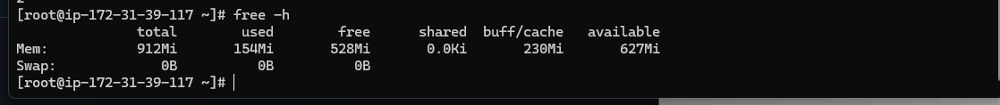 [root@ip-172-31-39-117 ~]# free -h
total used free shared buff/cache available
Mem: 912Mi 154Mi 528Mi 0.0Ki 230Mi 627Mi
Swap: 0B 0B 0B
[root@ip-172-31-39-117 ~]#